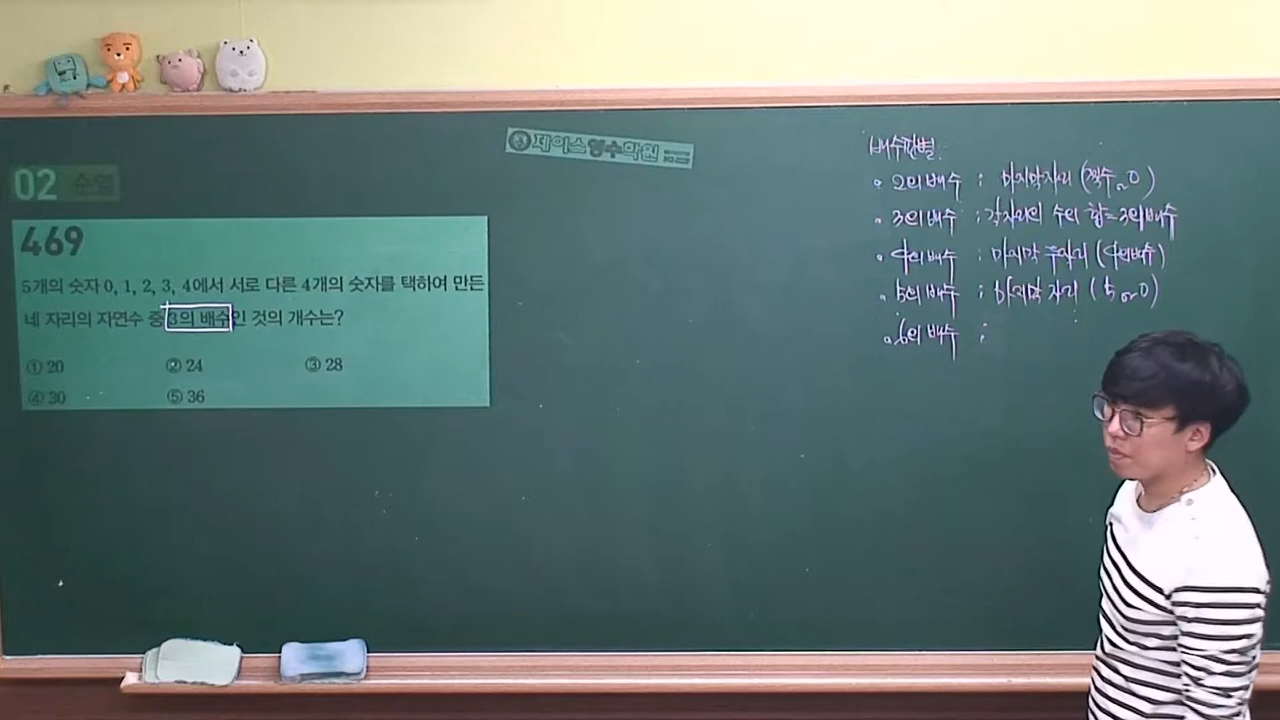 제이스영수학원
02 수열
469
5개의 숫자 0, 1, 2, 3, 4에서 서로 다른 4개의 숫자를 택하여 만든
네 자리의 자연수 중 3의 배수인 것의 개수는?
① 20 ② 24 ③ 28
④ 30 ⑤ 36
배수판별.
• 2의 배수 ; 마지막자리 (짝수 or 0)
• 3의 배수 ; 각자리의 수의 합=3의배수
• 4의 배수 ; 마지막 두자리 (4의배수)
• 5의 배수 ; 마지막 자리 (5 or 0)
• 6의 배수 ;